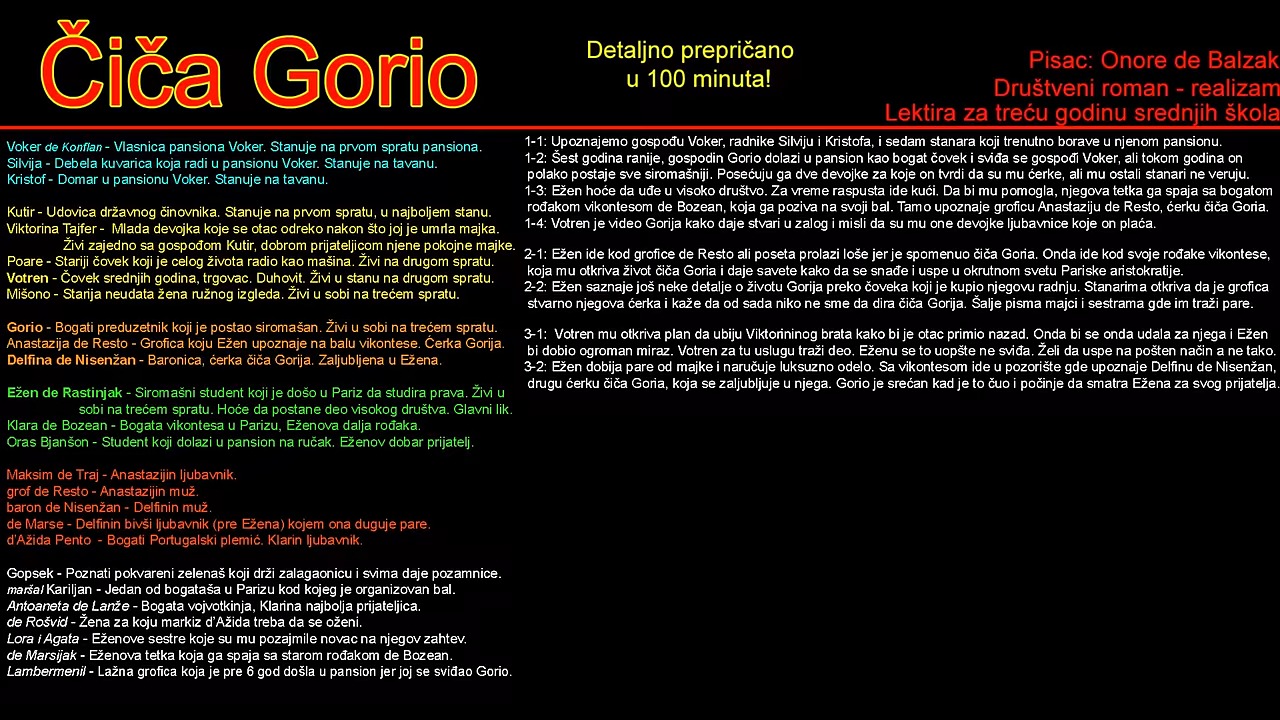 Čiča Gorio
Detaljno prepričano
u 100 minuta!
Pisac: Onore de Balzak
Društveni roman - realizam
Lektira za treću godinu srednjih škola
Voker de Konflan - Vlasnica pansiona Voker. Stanuje na prvom spratu pansiona.
Silvija - Debela kuvarica koja radi u pansionu Voker. Stanuje na tavanu.
Kristof - Domar u pansionu Voker. Stanuje na tavanu.
Kutir - Udovica državnog činovnika. Stanuje na prvom spratu, u najboljem stanu.
Viktorina Tajfer - Mlada devojka koje se otac odreko nakon što joj je umrla majka.
Živi zajedno sa gospođom Kutir, dobrom prijateljicom njene pokojne majke.
Poare - Stariji čovek koji je celog života radio kao mašina. Živi na drugom spratu.
Votren - Čovek srednjih godina, trgovac. Duhovit. Živi u stanu na drugom spratu.
Mišono - Starija neudata žena ružnog izgleda. Živi u sobi na trećem spratu.
Gorio - Bogati preduzetnik koji je postao siromašan. Živi u sobi na trećem spratu.
Anastazija de Resto - Grofica koju Ežen upoznaje na balu vikontese. Ćerka Gorija.
Delfina de Nisenžan - Baronica, ćerka čiča Gorija. Zaljubljena u Ežena.
Ežen de Rastinjak - Siromašni student koji je došo u Pariz da studira prava. Živi u
sobi na trećem spratu. Hoće da postane deo visokog društva. Glavni lik.
Klara de Bozean - Bogata vikontesa u Parizu, Eženova dalja rođaka.
Oras Bjanšon - Student koji dolazi u pansion na ručak. Eženov dobar prijatelj.
Maksim de Traj - Anastazijin ljubavnik.
grof de Resto - Anastazijin muž.
baron de Nisenžan - Delfinin muž.
de Marse - Delfinin bivši ljubavnik (pre Ežena) kojem ona duguje pare.
d'Ažida Pento - Bogati Portugalski plemić. Klarin ljubavnik.
Gopsek - Poznati pokvareni zelenaš koji drži zalagaonicu i svima daje pozamnice.
maršal Kariljan - Jedan od bogataša u Parizu kod kojeg je organizovan bal.
Antoaneta de Lanže - Bogata vojvotkinja, Klarina najbolja prijateljica.
de Rošvid - Žena za koju markiz d'Ažida treba da se oženi.
Lora i Agata - Eženove sestre koje su mu pozajmile novac na njegov zahtev.
de Marsijak - Eženova tetka koja ga spaja sa starom rođakom de Bozean.
Lambermenil - Lažna grofica koja je pre 6 god došla u pansion jer joj se sviđao Gorio.
1-1: Upoznajemo gospođu Voker, radnike Silviju i Kristofa, i sedam stanara koji trenutno borave u njenom pansionu.
1-2: Šest godina ranije, gospodin Gorio dolazi u pansion kao bogat čovek i sviđa se gospođi Voker, ali tokom godina on
polako postaje sve siromašniji. Posećuju ga dve devojke za koje on tvrdi da su mu ćerke, ali mu ostali stanari ne veruju.
1-3: Ežen hoće da uđe u visoko društvo. Za vreme raspusta ide kući. Da bi mu pomogla, njegova tetka ga spaja sa bogatom
rođakom vikontesom de Bozean, koja ga poziva na svoji bal. Tamo upoznaje groficu Anastaziju de Resto, ćerku čiča Gorija.
1-4: Votren je video Gorija kako daje stvari u zalog i misli da su mu one devojke ljubavnice koje on plaća.
2-1: Ežen ide kod grofice de Resto ali poseta prolazi loše jer je spomenuo čiča Goria. Onda ide kod svoje rođake vikontese,
koja mu otkriva život čiča Goria i daje savete kako da se snađe i uspe u okrutnom svetu Pariske aristokratije.
2-2: Ežen saznaje još neke detalje o životu Gorija preko čoveka koji je kupio njegovu radnju. Stanarima otkriva da je grofica
stvarno njegova ćerka i kaže da od sada niko ne sme da dira čiča Gorija. Šalje pisma majci i sestrama gde im traži pare.
3-1: Votren mu otkriva plan da ubiju Viktorininog brata kako bi je otac primio nazad. Onda bi se onda udala za njega i Ežen
bi dobio ogroman miraz. Votren za tu uslugu traži deo. Eženu se to uopšte ne sviđa. Želi da uspe na pošten način a ne tako.
3-2: Ežen dobija pare od majke i naručuje luksuzno odelo. Sa vikontesom ide u pozorište gde upoznaje Delfinu de Nisenžan,
drugu ćerku čiča Goria, koja se zaljubljuje u njega. Gorio je srećan kad je to čuo i počinje da smatra Ežena za svog prijatelja.